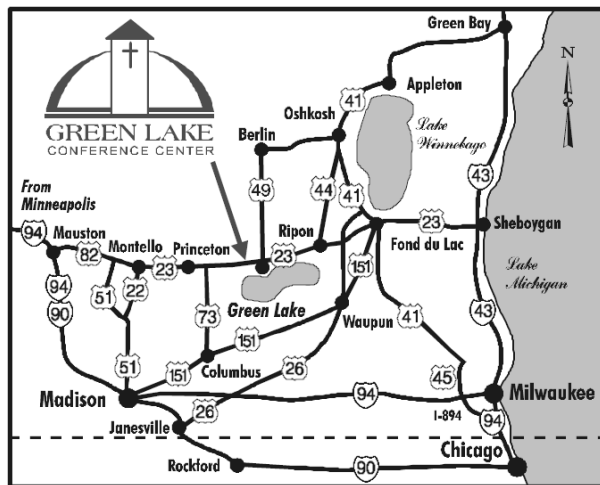 Green Bay
N
Appleton
41
Oshkosh
Lake
Winnekago
GREEN LAKE
CONFERENCE CENTER
Berlin
43
49
44
41
From
Minneapolis
94
Mauston
82
Montello
23
Princeton
Ripon
23
23
Sheboygan
Fond du Lac
151
94
90
51
22
Green Lake
Lake
Michigan
73
Waupun
41
43
151
Columbus
26
45
51
151
Madison
94
Milwaukee
26
I-894
94
Janesville
Chicago
Rockford
90